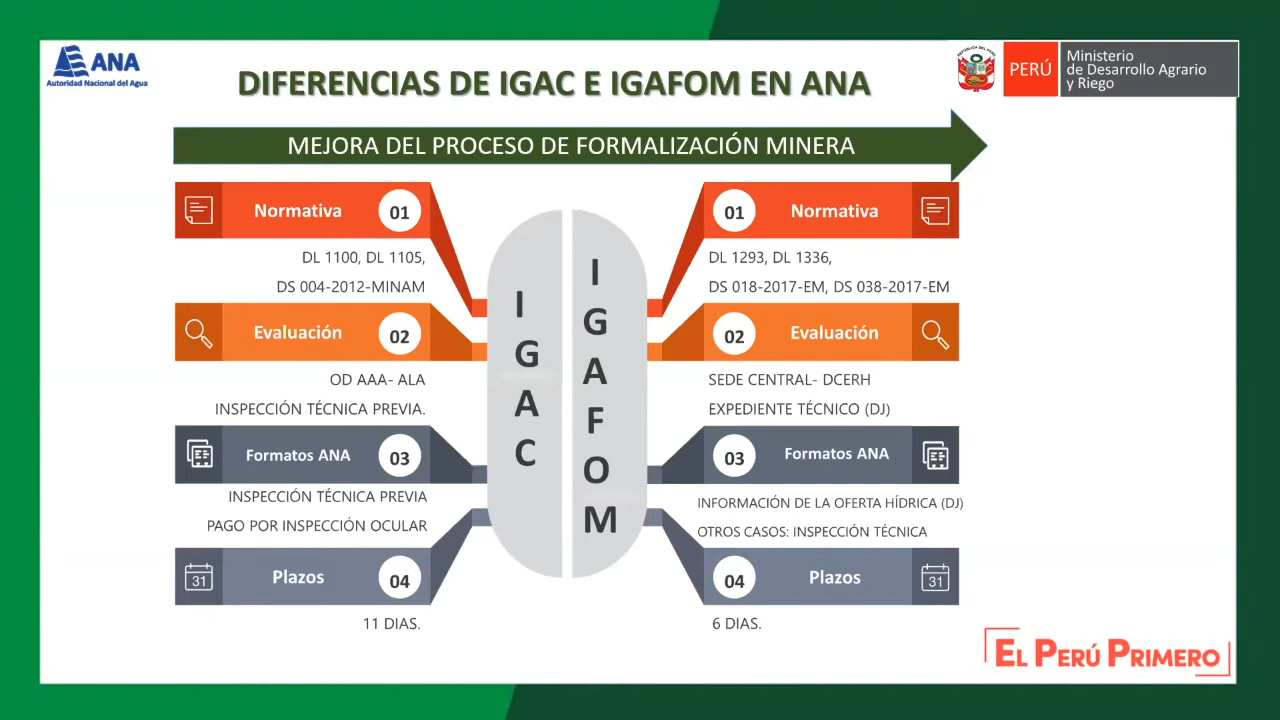 ANA
Autoridad Nacional del Agua
DIFERENCIAS DE IGAC E IGAFOM EN ANA
REPÚBLICA DEL PERÚ
PERÚ
Ministerio
de Desarrollo Agrario
y Riego
MEJORA DEL PROCESO DE FORMALIZACIÓN MINERA
Normativa
01
DL 1100, DL 1105,
DS 004-2012-MINAM
Evaluación
02
OD AAA- ALA
INSPECCIÓN TÉCNICA PREVIA.
Formatos ANA
03
INSPECCIÓN TÉCNICA PREVIA
PAGO POR INSPECCIÓN OCULAR
31
Plazos
04
11 DIAS.
IGAC
IGAFOM
01
Normativa
DL 1293, DL 1336,
DS 018-2017-EM, DS 038-2017-EM
02
Evaluación
SEDE CENTRAL- DCERH
EXPEDIENTE TÉCNICO (DJ)
03
Formatos ANA
INFORMACIÓN DE LA OFERTA HÍDRICA (DJ)
OTROS CASOS: INSPECCIÓN TÉCNICA
04
Plazos
31
6 DIAS.
EL PERÚ PRIMERO